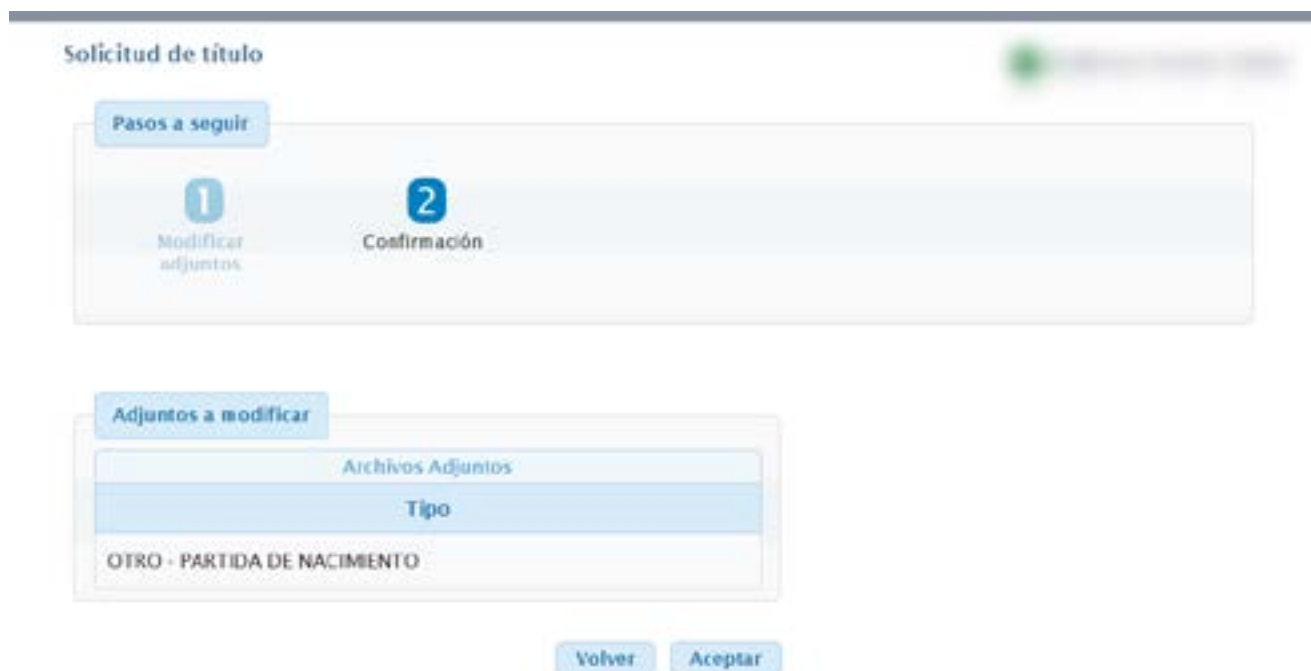 Solicitud de título
Pasos a seguir
1
2
Modificar
adjuntos
Confirmación
Adjuntos a modificar
Archivos Adjuntos
Tipo
OTRO - PARTIDA DE NACIMIENTO
Volver
Aceptar